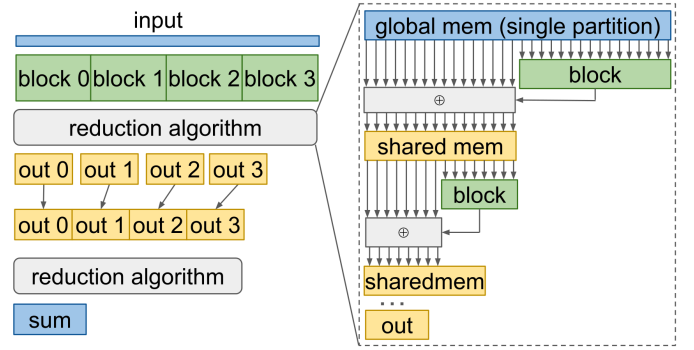 input
block 0 block 1 block 2 block 3
reduction algorithm
out 0 out 1 out 2 out 3
out 0 out 1 out 2 out 3
reduction algorithm
sum
global mem (single partition)
block
⊕
shared mem
block
⊕
sharedmem
...
out